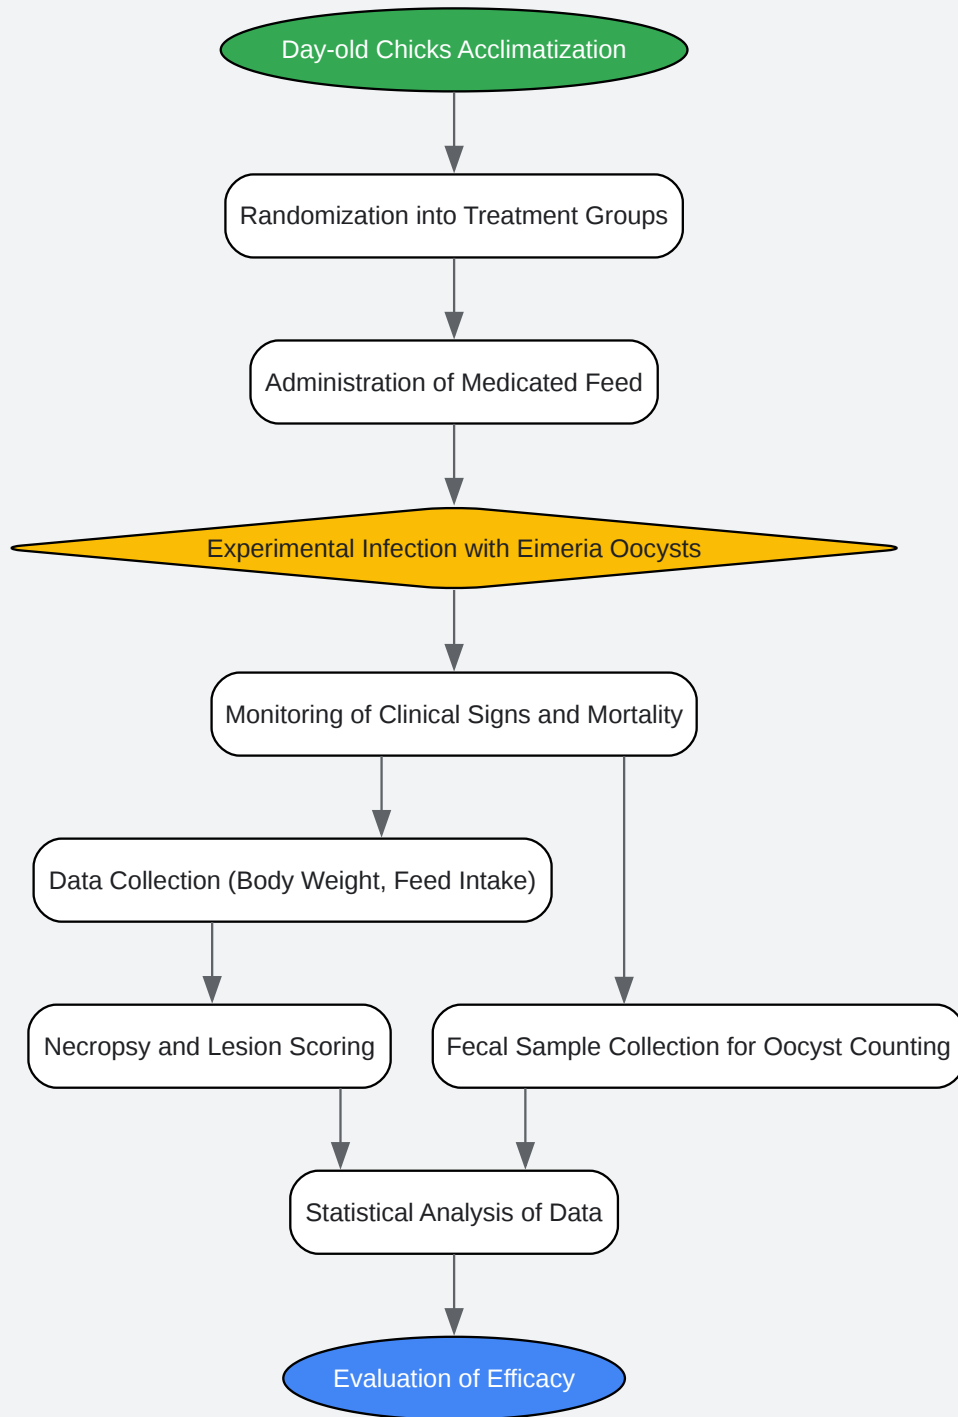 Day-old Chicks Acclimatization
Randomization into Treatment Groups
Administration of Medicated Feed
Experimental Infection with Eimeria Oocysts
Monitoring of Clinical Signs and Mortality
Data Collection (Body Weight, Feed Intake)
Necropsy and Lesion Scoring
Fecal Sample Collection for Oocyst Counting
Statistical Analysis of Data
Evaluation of Efficacy